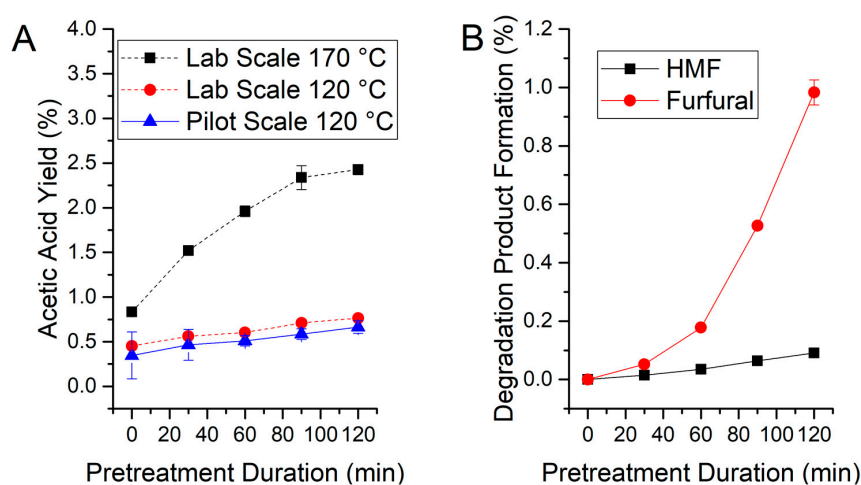 A
Acetic Acid Yield (%)
4.0
3.5
3.0
2.5
2.0
1.5
1.0
0.5
0.0
Lab Scale 170 °C
Lab Scale 120 °C
Pilot Scale 120 °C
0 20 40 60 80 100 120
Pretreatment Duration (min)
B
Degradation Product Formation (%)
1.2
1.0
0.8
0.6
0.4
0.2
0.0
HMF
Furfural
0 20 40 60 80 100 120
Pretreatment Duration (min)